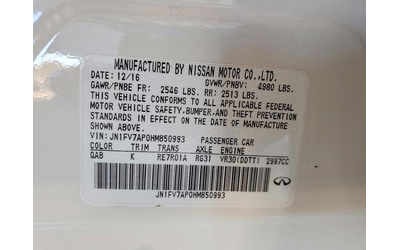 MANUFACTURED BY NISSAN MOTOR CO.,LTD.
DATE: 12/16 GVWR/PNBV: 4980 LBS.
GAWR/PNBE FR: 2546 LBS. RR: 2513 LBS.
THIS VEHICLE CONFORMS TO ALL APPLICABLE FEDERAL
MOTOR VEHICLE SAFETY, BUMPER, AND THEFT PREVENTION
STANDARDS IN EFFECT ON THE DATE OF MANUFACTURE
SHOWN ABOVE.
VIN: JN1FV7AP0HM850993 PASSENGER CAR
COLOR TRIM TRANS AXLE ENGINE
QAB K RE7R01A RG31 VR30(DDTT) 2997CC
JN1FV7AP0HM850993